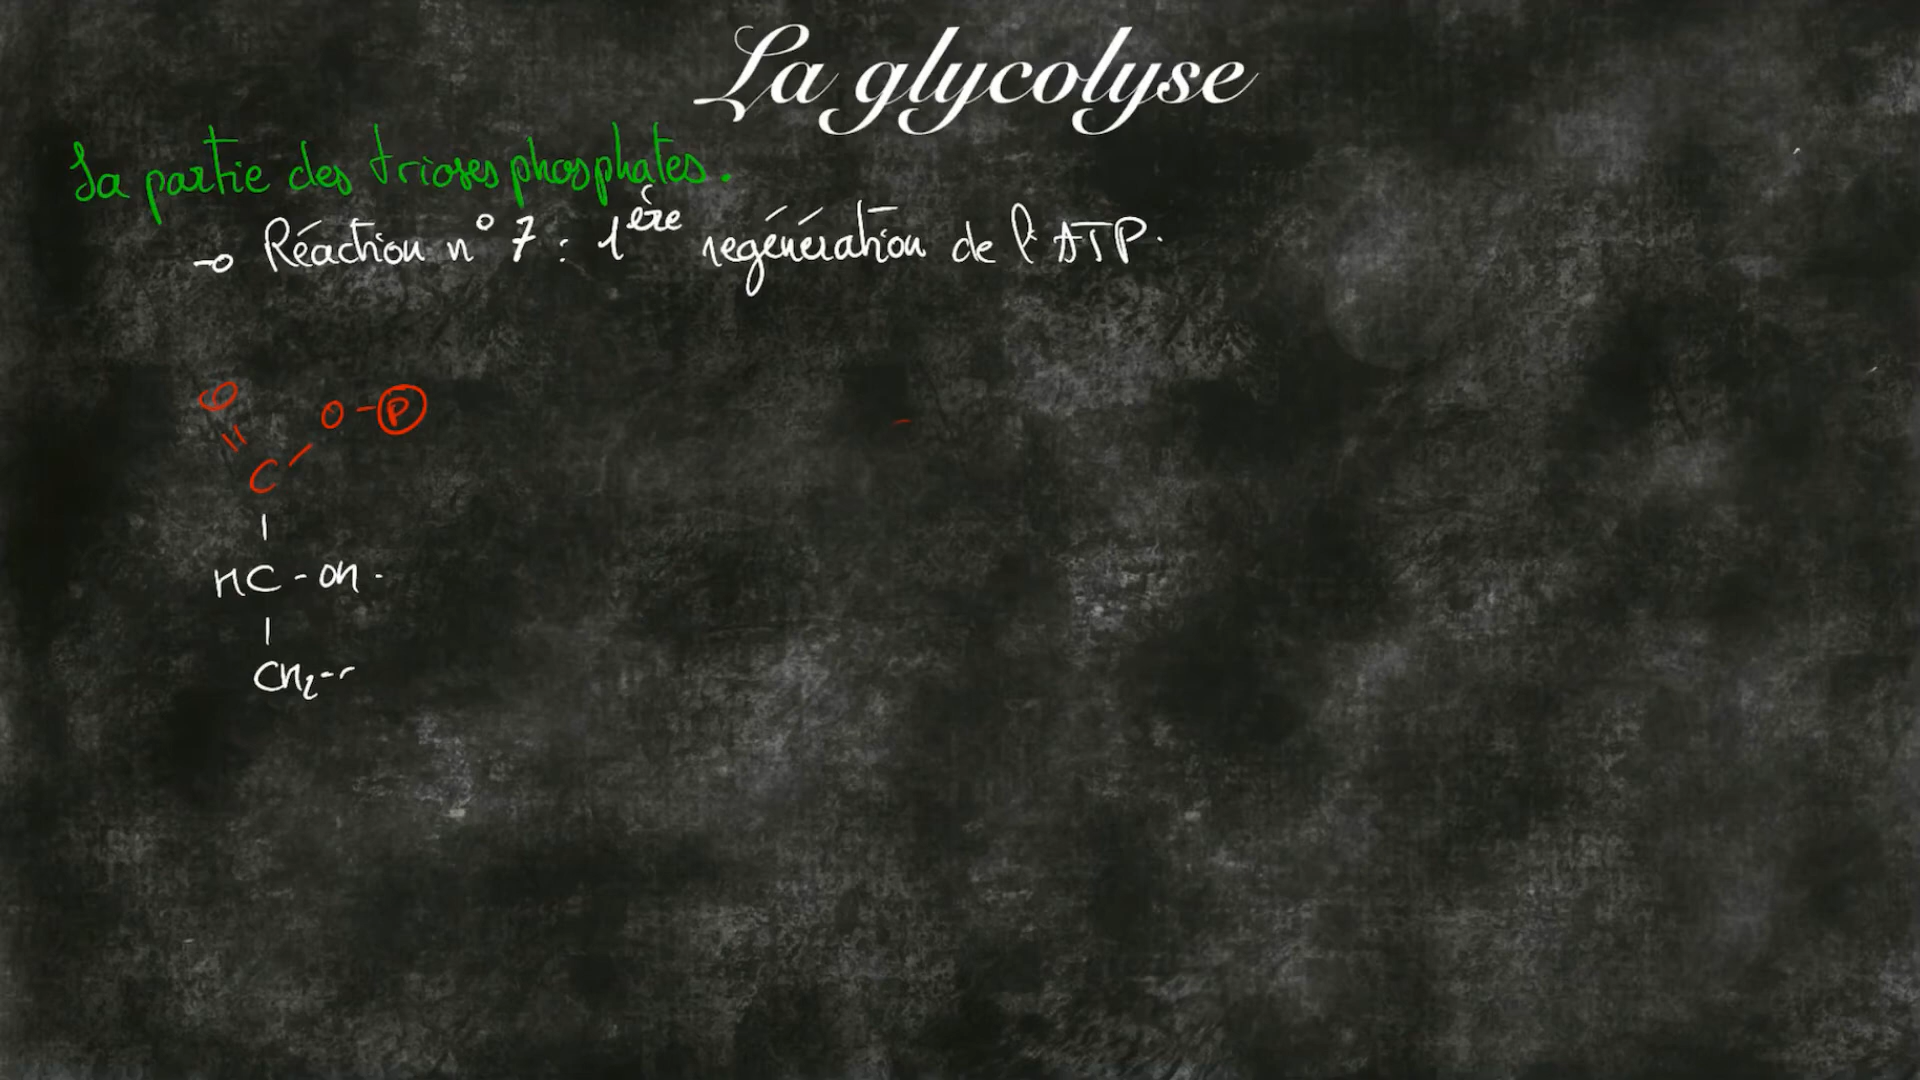 La glycolyse
La partie des trioses phosphates.
→ Réaction n° 7 : 1ère regénération de l'ATP.
O O - P
C
HC - OH
CH2 -